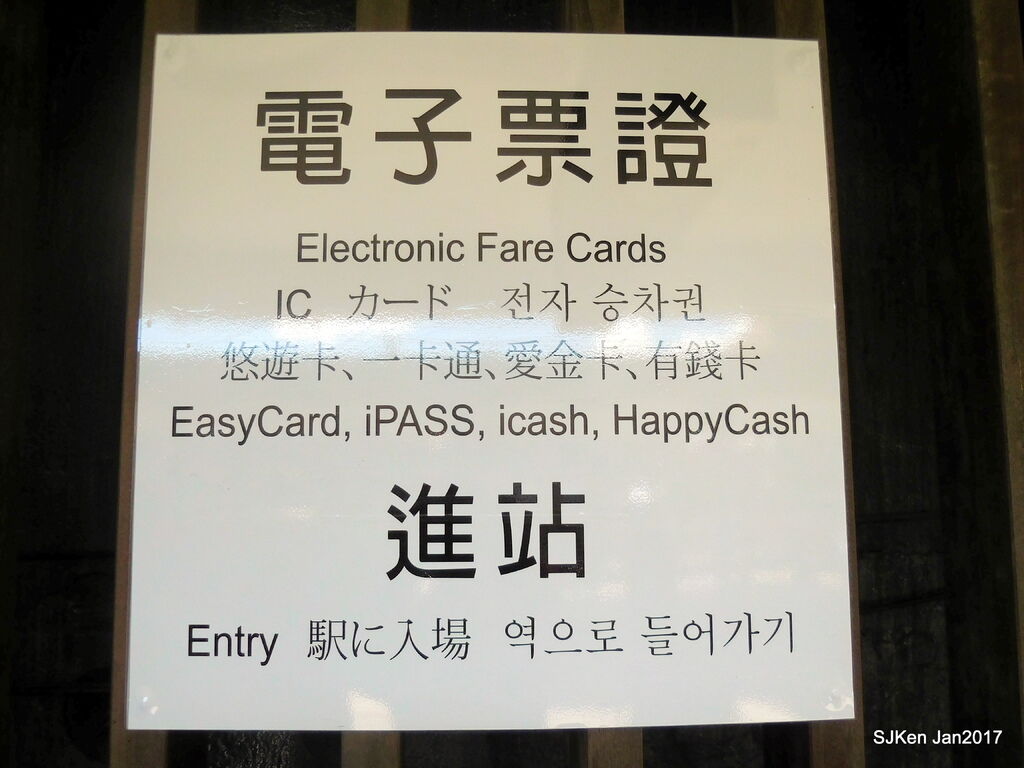 電子票證
Electronic Fare Cards
IC カード 전자 승차권
悠遊卡、一卡通、愛金卡、有錢卡
EasyCard, iPASS, icash, HappyCash
進站
Entry 駅に入場 역으로 들어가기
SJKen Jan2017